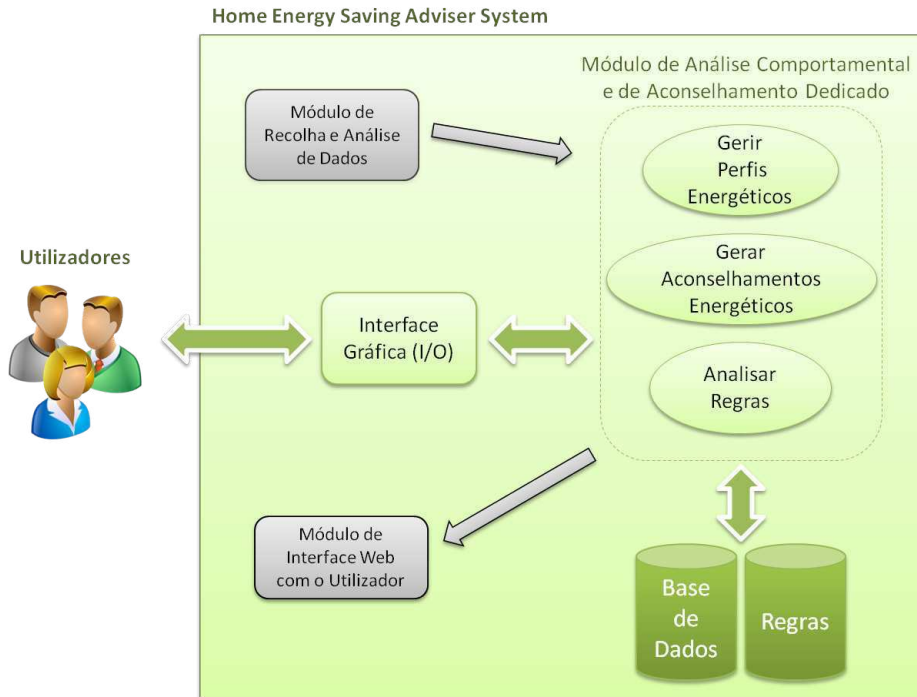 Home Energy Saving Adviser System
Módulo de Análise Comportamental
e de Aconselhamento Dedicado
Módulo de
Recolha e Análise
de Dados
Gerir
Perfis
Energéticos
Utilizadores
Gerar
Aconselhamentos
Energéticos
Interface
Gráfica (I/O)
Analisar
Regras
Módulo de
Interface Web
com o Utilizador
Base
de
Dados
Regras